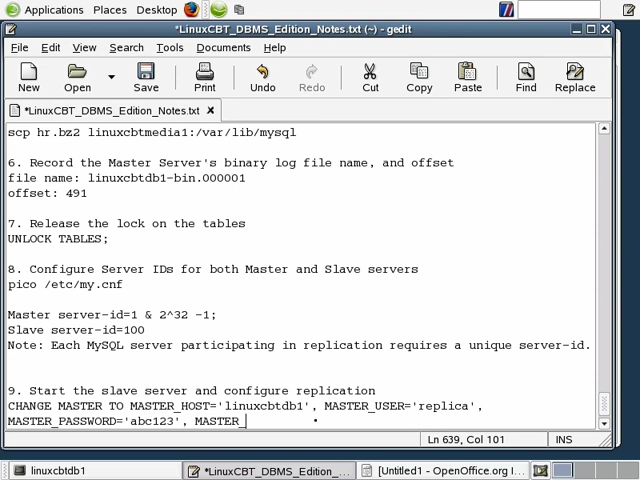 Applications Places Desktop
*LinuxCBT_DBMS_Edition_Notes.txt (~) - gedit
File Edit View Search Tools Documents Help
New Open Save Print Undo Redo Cut Copy Paste Find Replace
*LinuxCBT_DBMS_Edition_Notes.txt x
scp hr.bz2 linuxcbtmedia1:/var/lib/mysql
6. Record the Master Server's binary log file name, and offset
file name: linuxcbtdb1-bin.000001
offset: 491
7. Release the lock on the tables
UNLOCK TABLES;
8. Configure Server IDs for both Master and Slave servers
pico /etc/my.cnf
Master server-id=1 & 2^32 -1;
Slave server-id=100
Note: Each MySQL server participating in replication requires a unique server-id.
9. Start the slave server and configure replication
CHANGE MASTER TO MASTER_HOST='linuxcbtdb1', MASTER_USER='replica',
MASTER_PASSWORD='abc123', MASTER_
Ln 639, Col 101 INS
linuxcbtdb1 *LinuxCBT_DBMS_Edition_... [Untitled1 - OpenOffice.org I...